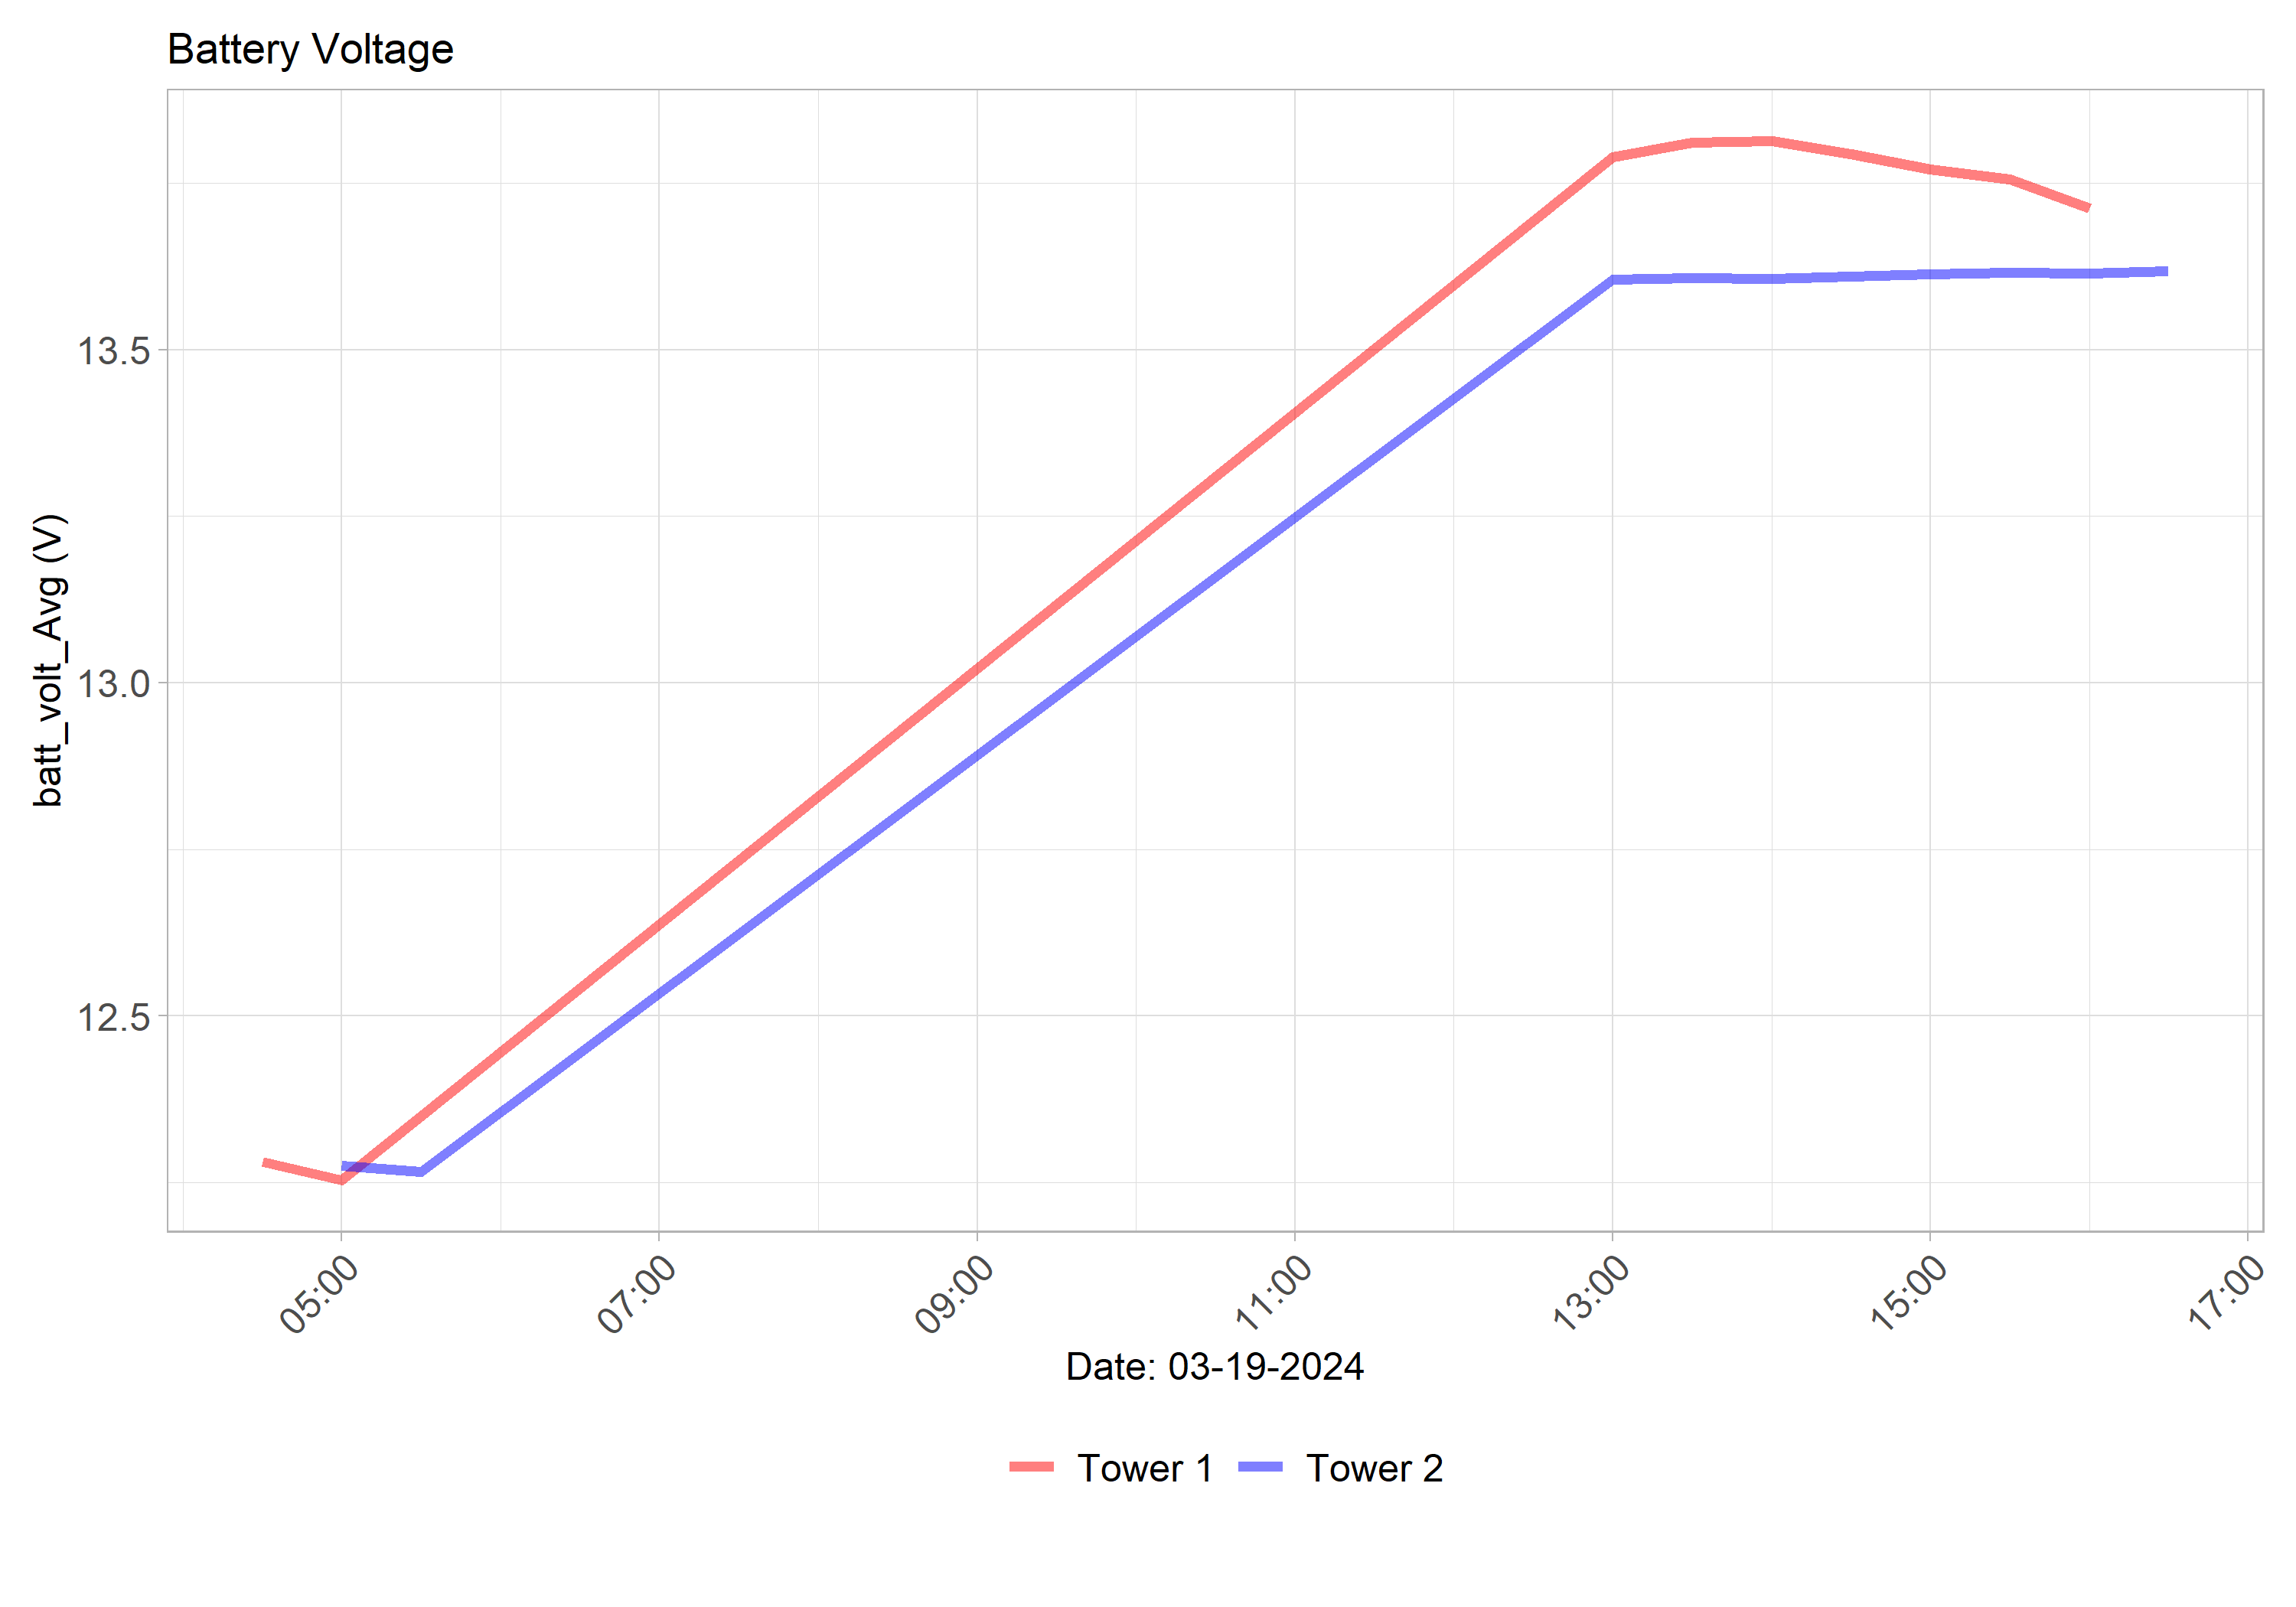 Battery Voltage
batt_volt_Avg (V)
13.5
13.0
12.5
05:00
07:00
09:00
11:00
13:00
15:00
17:00
Date: 03-19-2024
Tower 1
Tower 2